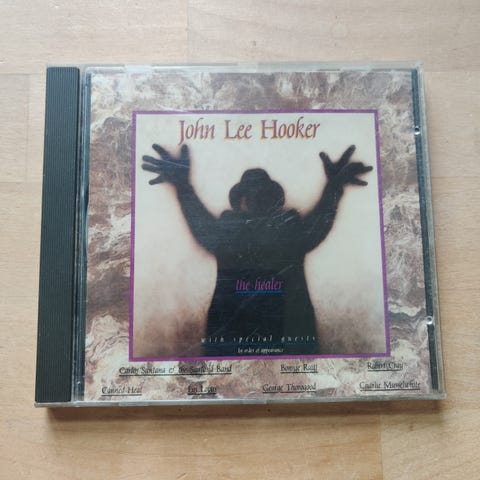 John Lee Hooker
the healer
with special guests
in order of appearance
Carlos Santana & the Santana Band Bonnie Raitt Robert Cray
Canned Heat Los Lobos George Thorogood Charlie Musselwhite